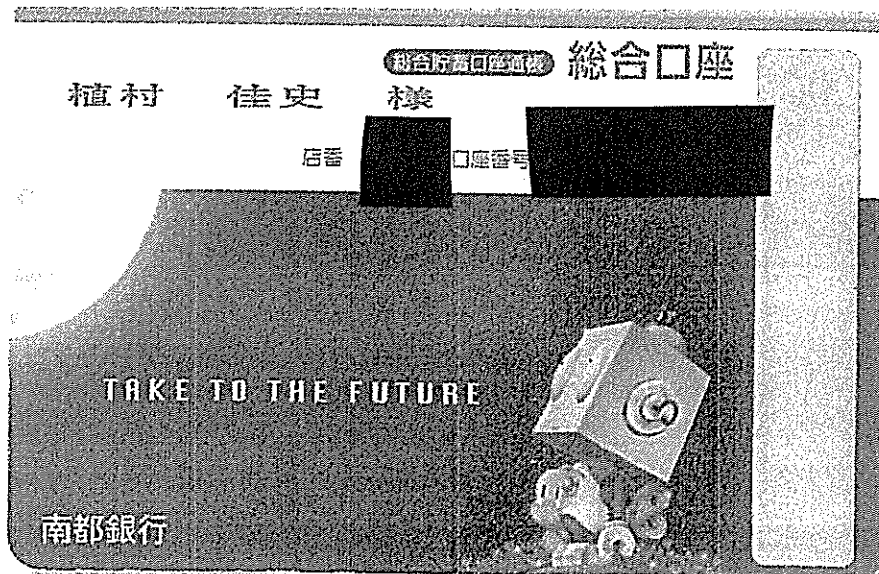 総合貯蓄口座通帳 総合口座
植村 佳史 様
店番 口座番号
TAKE TO THE FUTURE
南都銀行